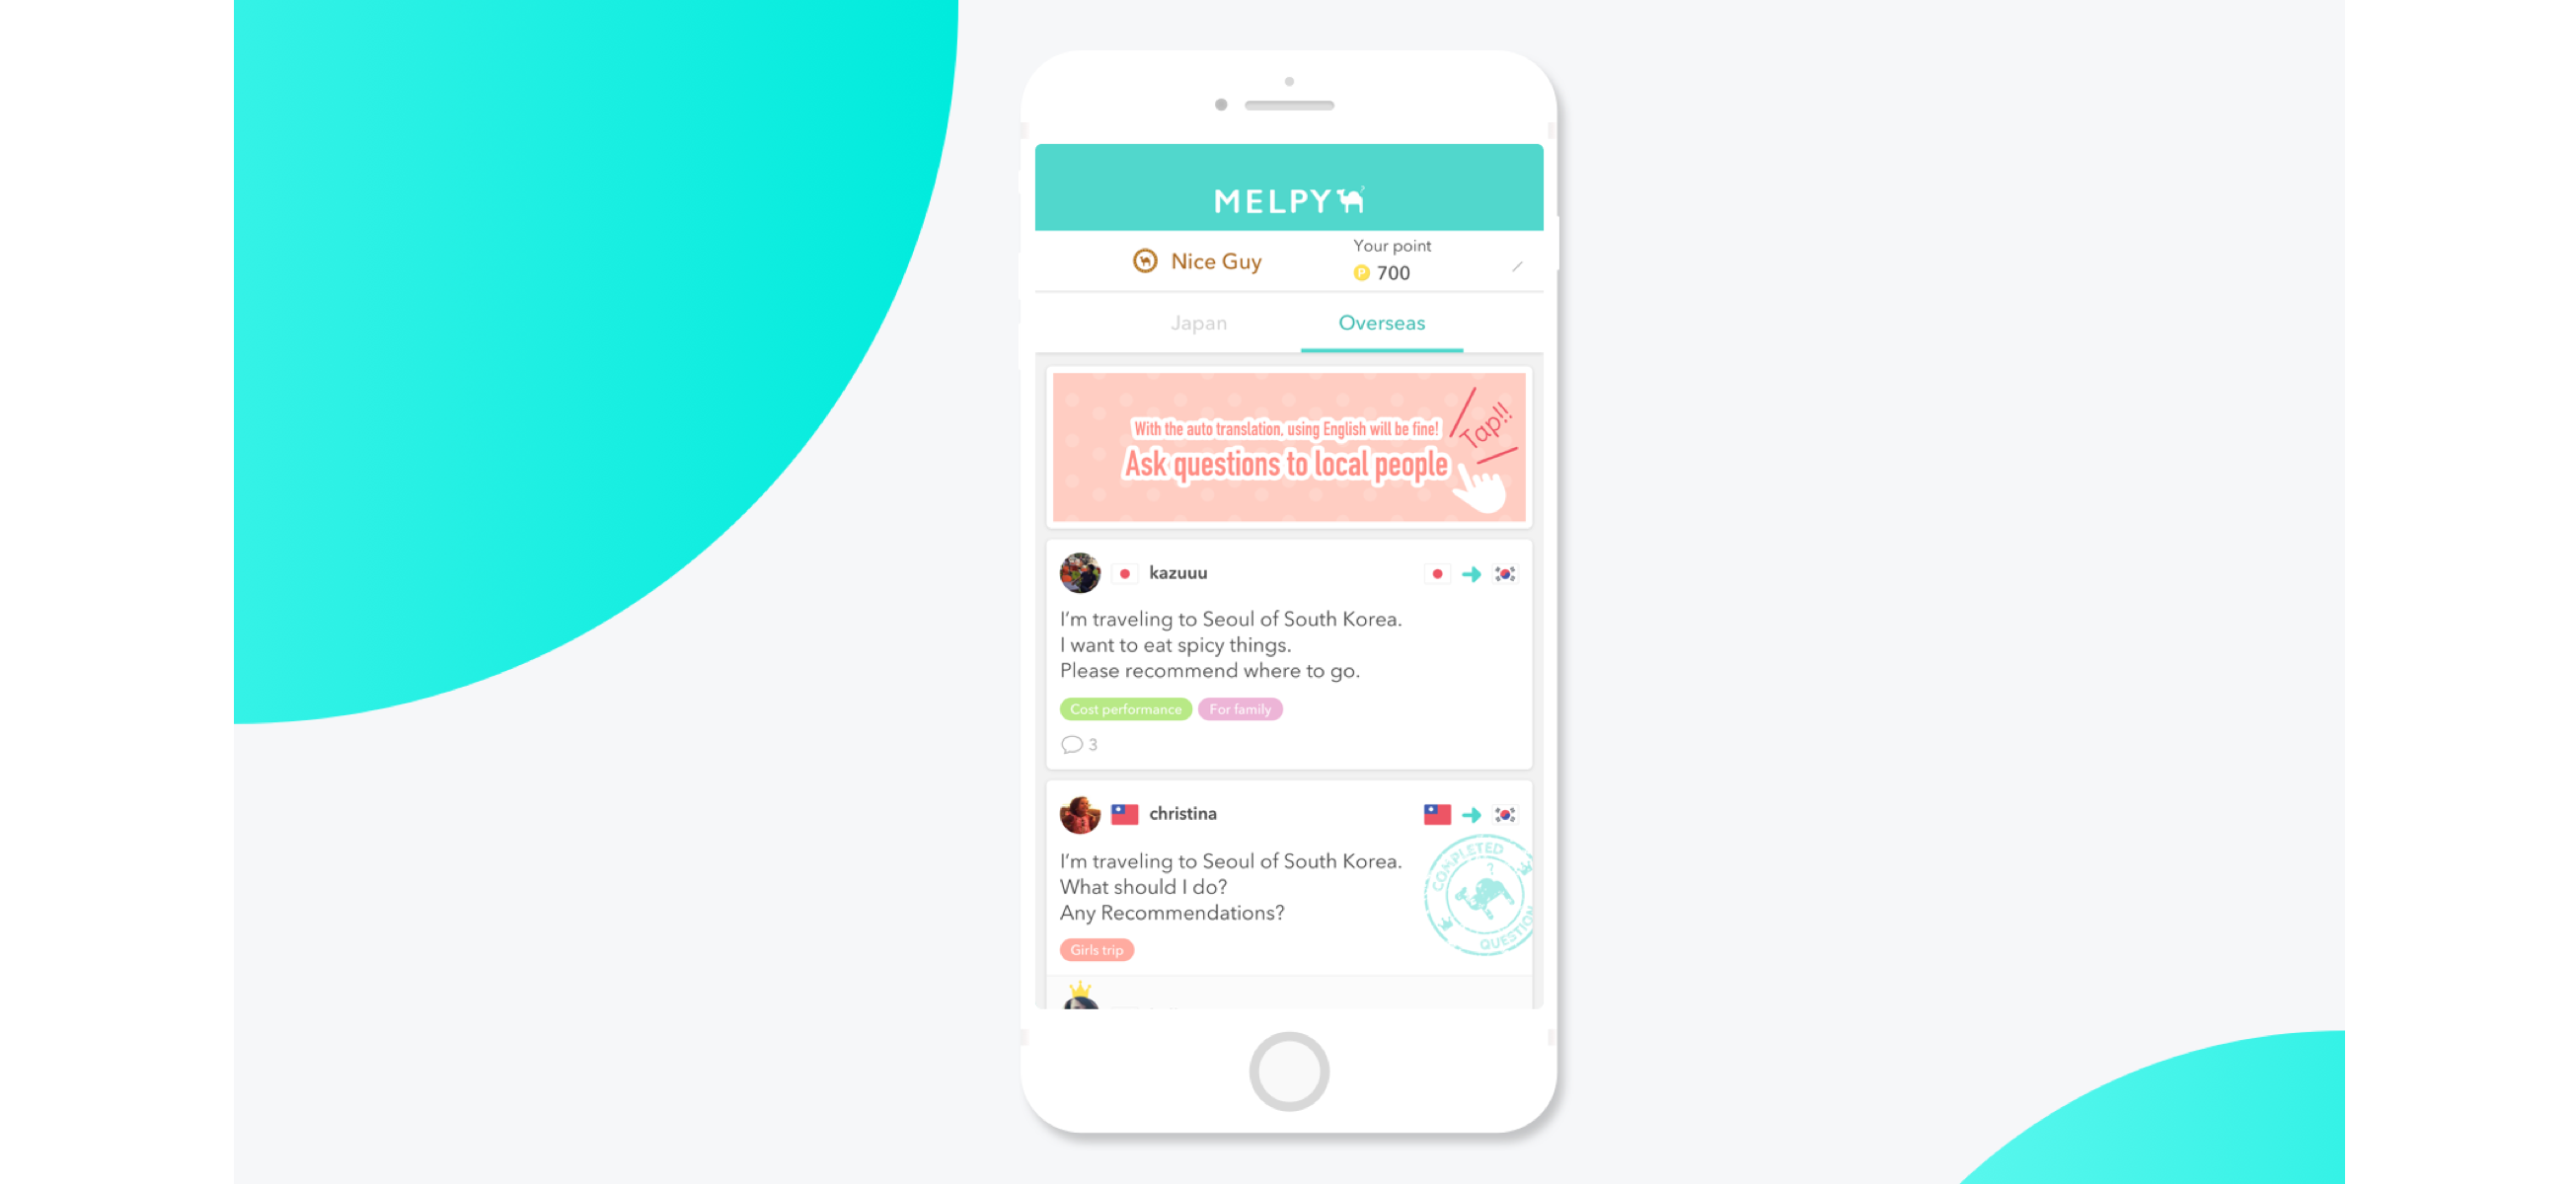 MELPY
Nice Guy
Your point
P 700
Japan
Overseas
With the auto translation, using English will be fine!
Ask questions to local people
Tap!!
kazuuu
I'm traveling to Seoul of South Korea.
I want to eat spicy things.
Please recommend where to go.
Cost performance
For family
3
christina
I'm traveling to Seoul of South Korea.
What should I do?
Any Recommendations?
COMPLETED
?
QUESTION
Girls trip